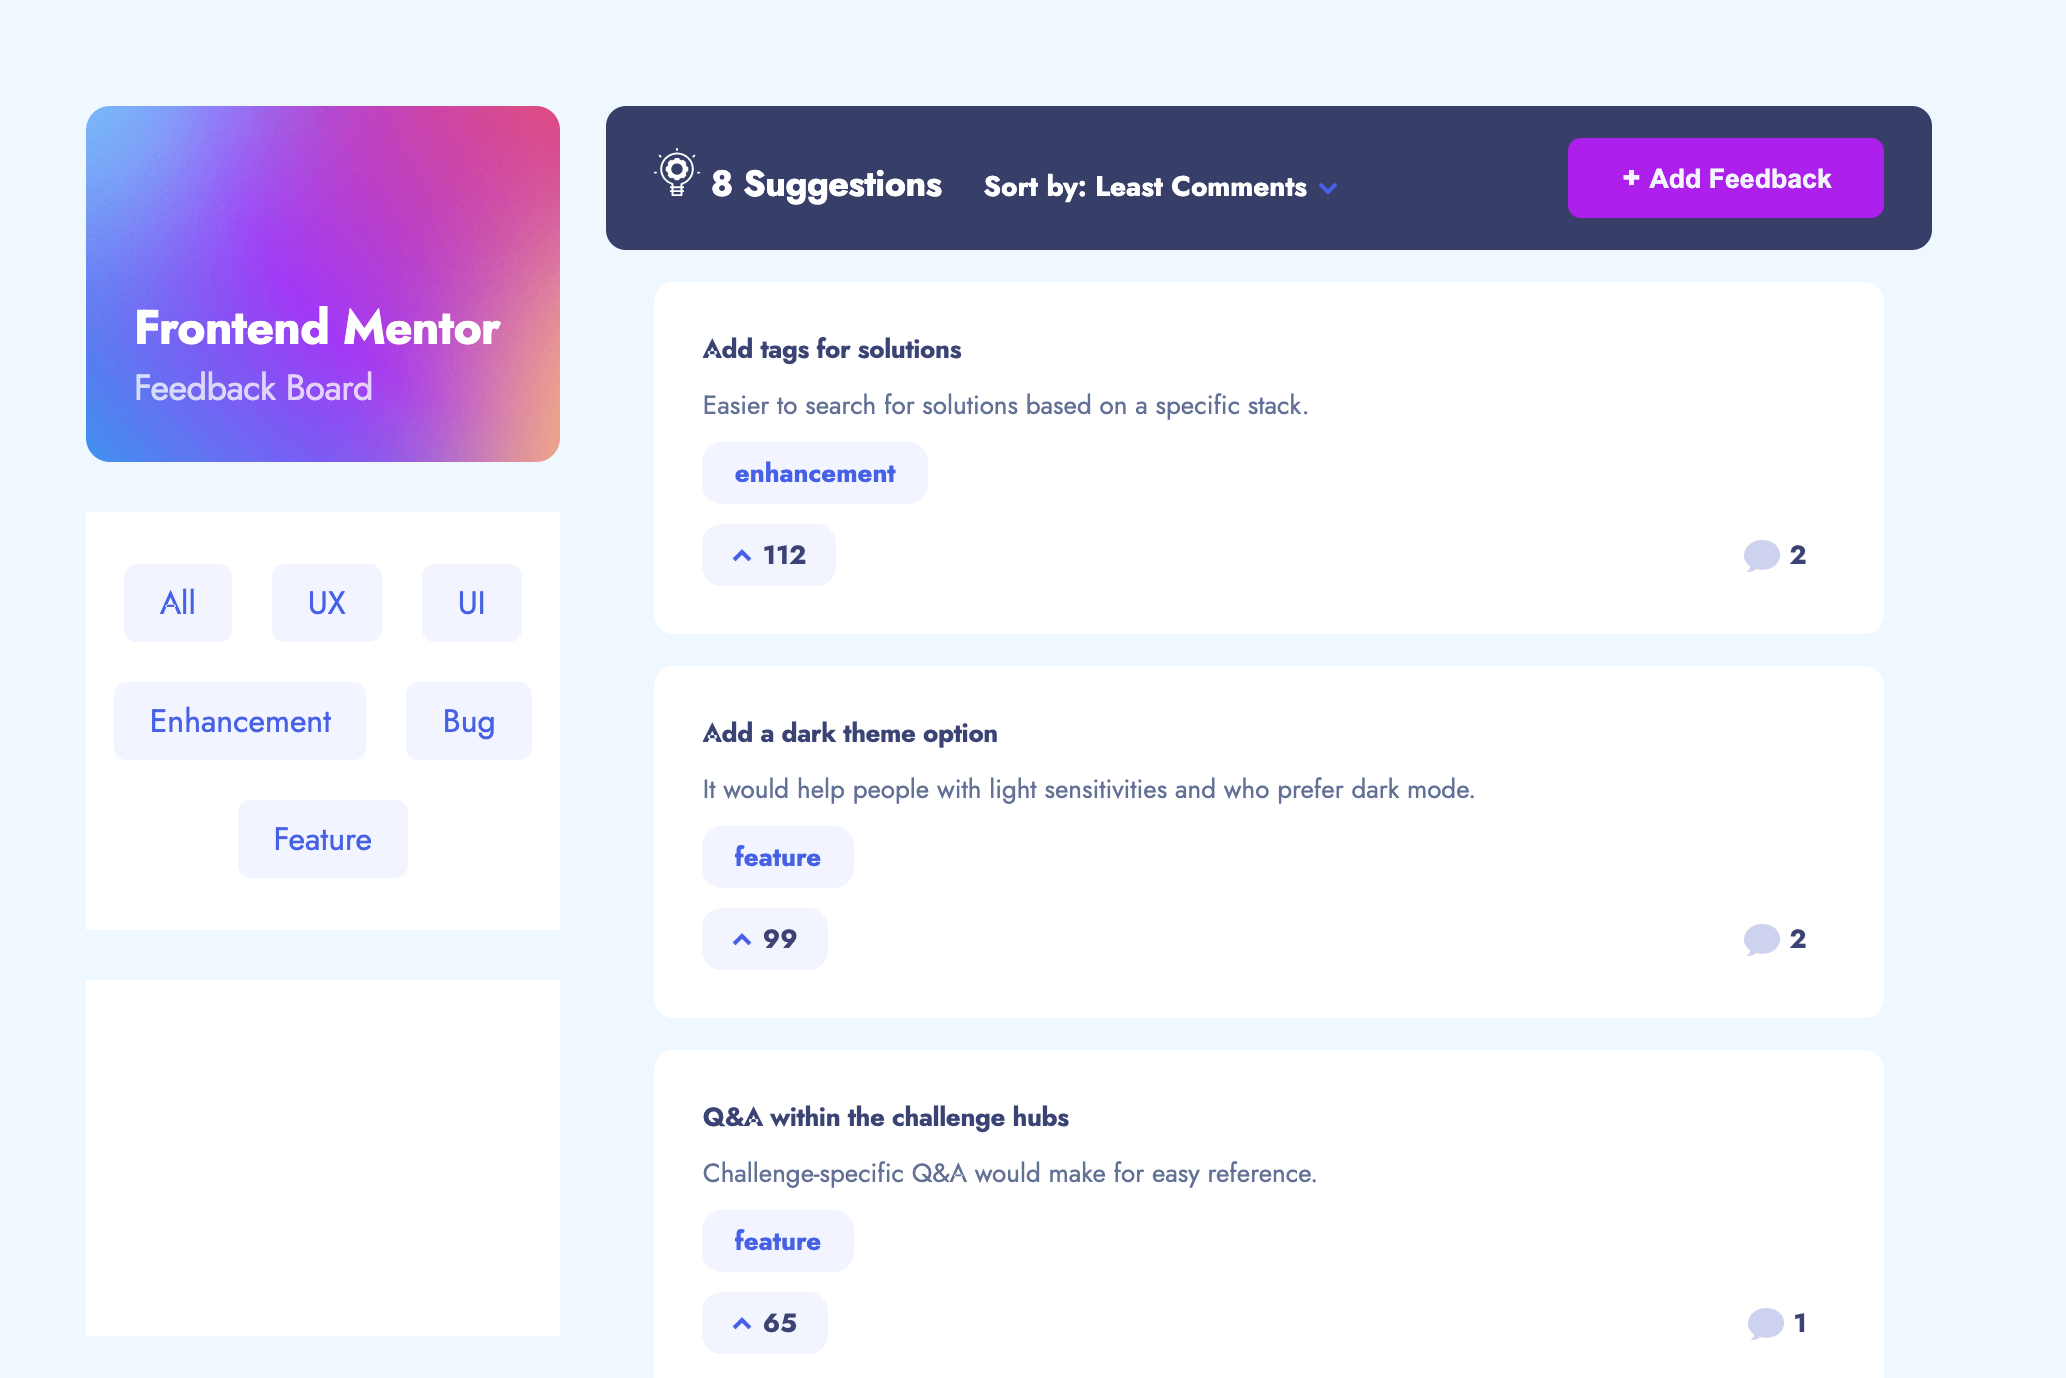 Frontend Mentor
Feedback Board
All UX UI
Enhancement Bug
Feature
8 Suggestions Sort by: Least Comments + Add Feedback
Add tags for solutions
Easier to search for solutions based on a specific stack.
enhancement
112 2
Add a dark theme option
It would help people with light sensitivities and who prefer dark mode.
feature
99 2
Q&A within the challenge hubs
Challenge-specific Q&A would make for easy reference.
feature
65 1